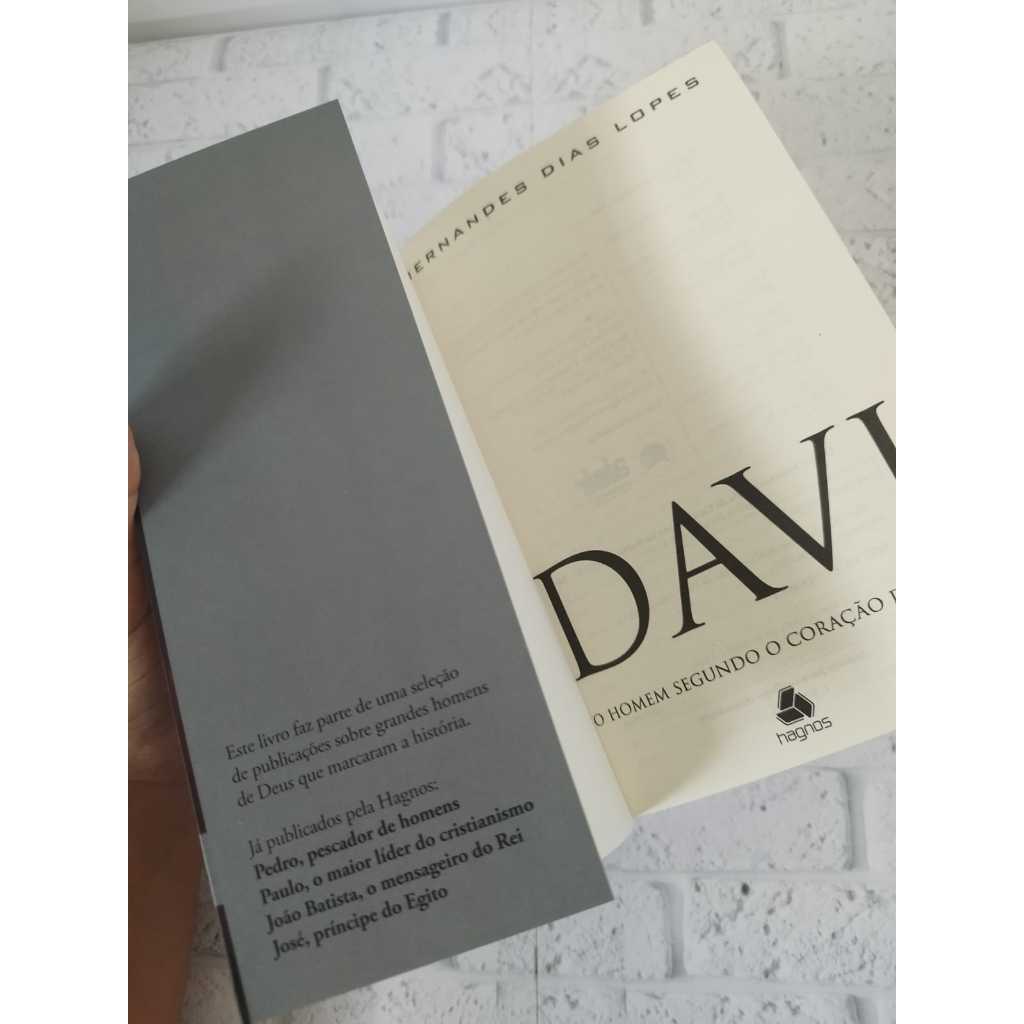 Este livro faz parte de uma seleção
de publicações sobre grandes homens
de Deus que marcaram a história.
Já publicados pela Hagnos:
Pedro, pescador de homens
Paulo, o maior líder do cristianismo
João Batista, o mensageiro do Rei
José, príncipe do Egito
HERNANDES DIAS LOPES
DAVI
O HOMEM SEGUNDO O CORAÇÃO
hagnos